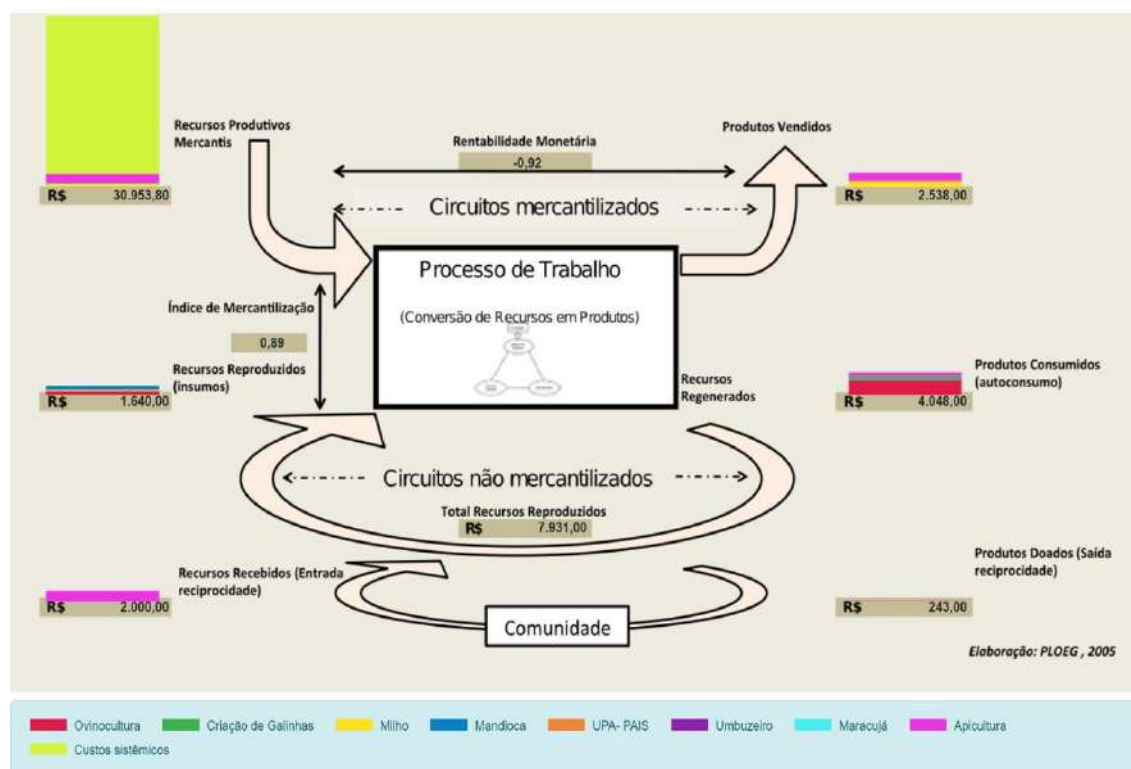 Recursos Produtivos
Mercantis
R$ 30.953,80
Rentabilidade Monetária
-0,92
Produtos Vendidos
R$ 2.538,00
Circuitos mercantilizados
Processo de Trabalho
(Conversão de Recursos em Produtos)
Índice de Mercantilização
0,89
Recursos Reproduzidos
(insumos)
R$ 1.640,00
Recursos
Regenerados
Produtos Consumidos
(autoconsumo)
R$ 4.048,00
Circuitos não mercantilizados
Total Recursos Reproduzidos
R$ 7.931,00
Recursos Recebidos (Entrada
reciprocidade)
R$ 2.000,00
Produtos Doados (Saída
reciprocidade)
R$ 243,00
Comunidade
Elaboração: PLOEG , 2005
Ovinocultura
Criação de Galinhas
Milho
Mandioca
UPA- PAIS
Umbuzeiro
Maracujá
Apicultura
Custos sistêmicos